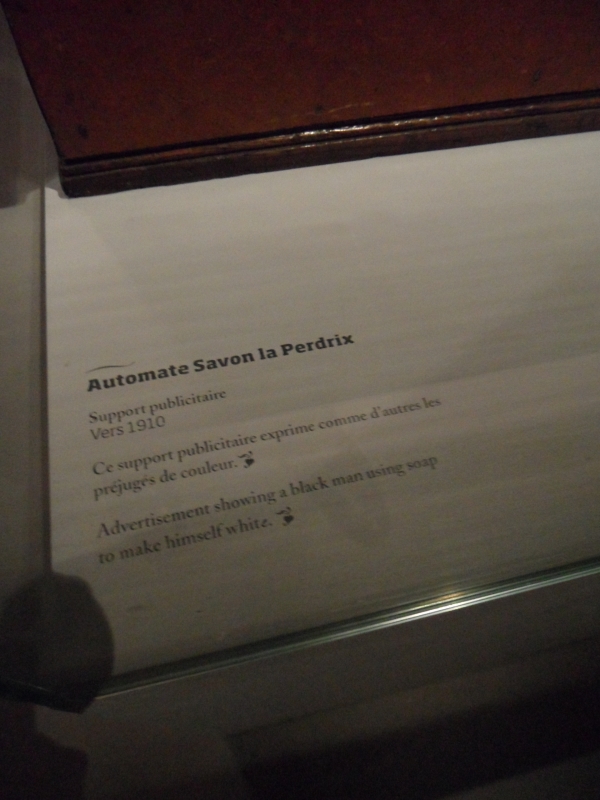 Automate Savon la Perdrix
Support publicitaire
Vers 1910
Ce support publicitaire exprime comme d'autres les
préjugés de couleur.
Advertisement showing a black man using soap
to make himself white.